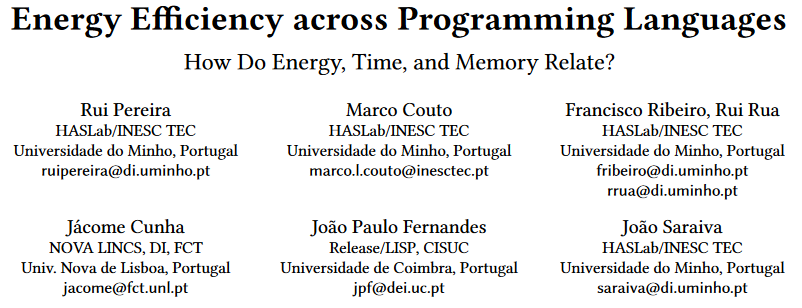 Energy Efficiency across Programming Languages
How Do Energy, Time, and Memory Relate?
Rui Pereira
HASLab/INESC TEC
Universidade do Minho, Portugal
ruipereira@di.uminho.pt
Marco Couto
HASLab/INESC TEC
Universidade do Minho, Portugal
marco.l.couto@inesctec.pt
Francisco Ribeiro, Rui Rua
HASLab/INESC TEC
Universidade do Minho, Portugal
fribeiro@di.uminho.pt
rrua@di.uminho.pt
Jácome Cunha
NOVA LINCS, DI, FCT
Univ. Nova de Lisboa, Portugal
jacome@fct.unl.pt
João Paulo Fernandes
Release/LISP, CISUC
Universidade de Coimbra, Portugal
jpf@dei.uc.pt
João Saraiva
HASLab/INESC TEC
Universidade do Minho, Portugal
saraiva@di.uminho.pt